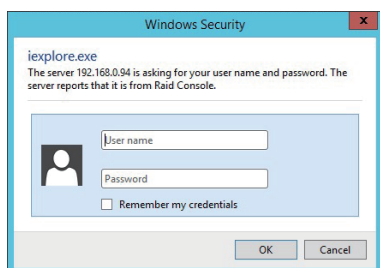 Windows Security
x
iexplore.exe
The server 192.168.0.94 is asking for your user name and password. The
server reports that it is from Raid Console.
User name
Password
Remember my credentials
OK Cancel